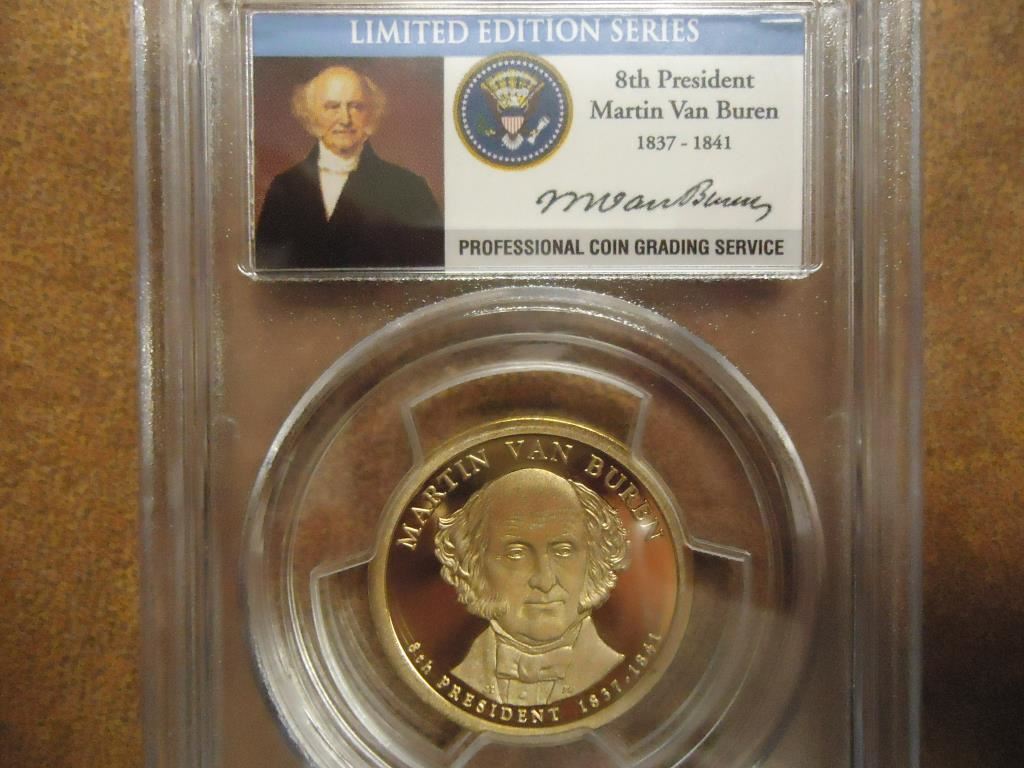 LIMITED EDITION SERIES
8th President
Martin Van Buren
1837 - 1841
MVanBuren
PROFESSIONAL COIN GRADING SERVICE
MARTIN VAN BUREN
8th PRESIDENT 1837-1841